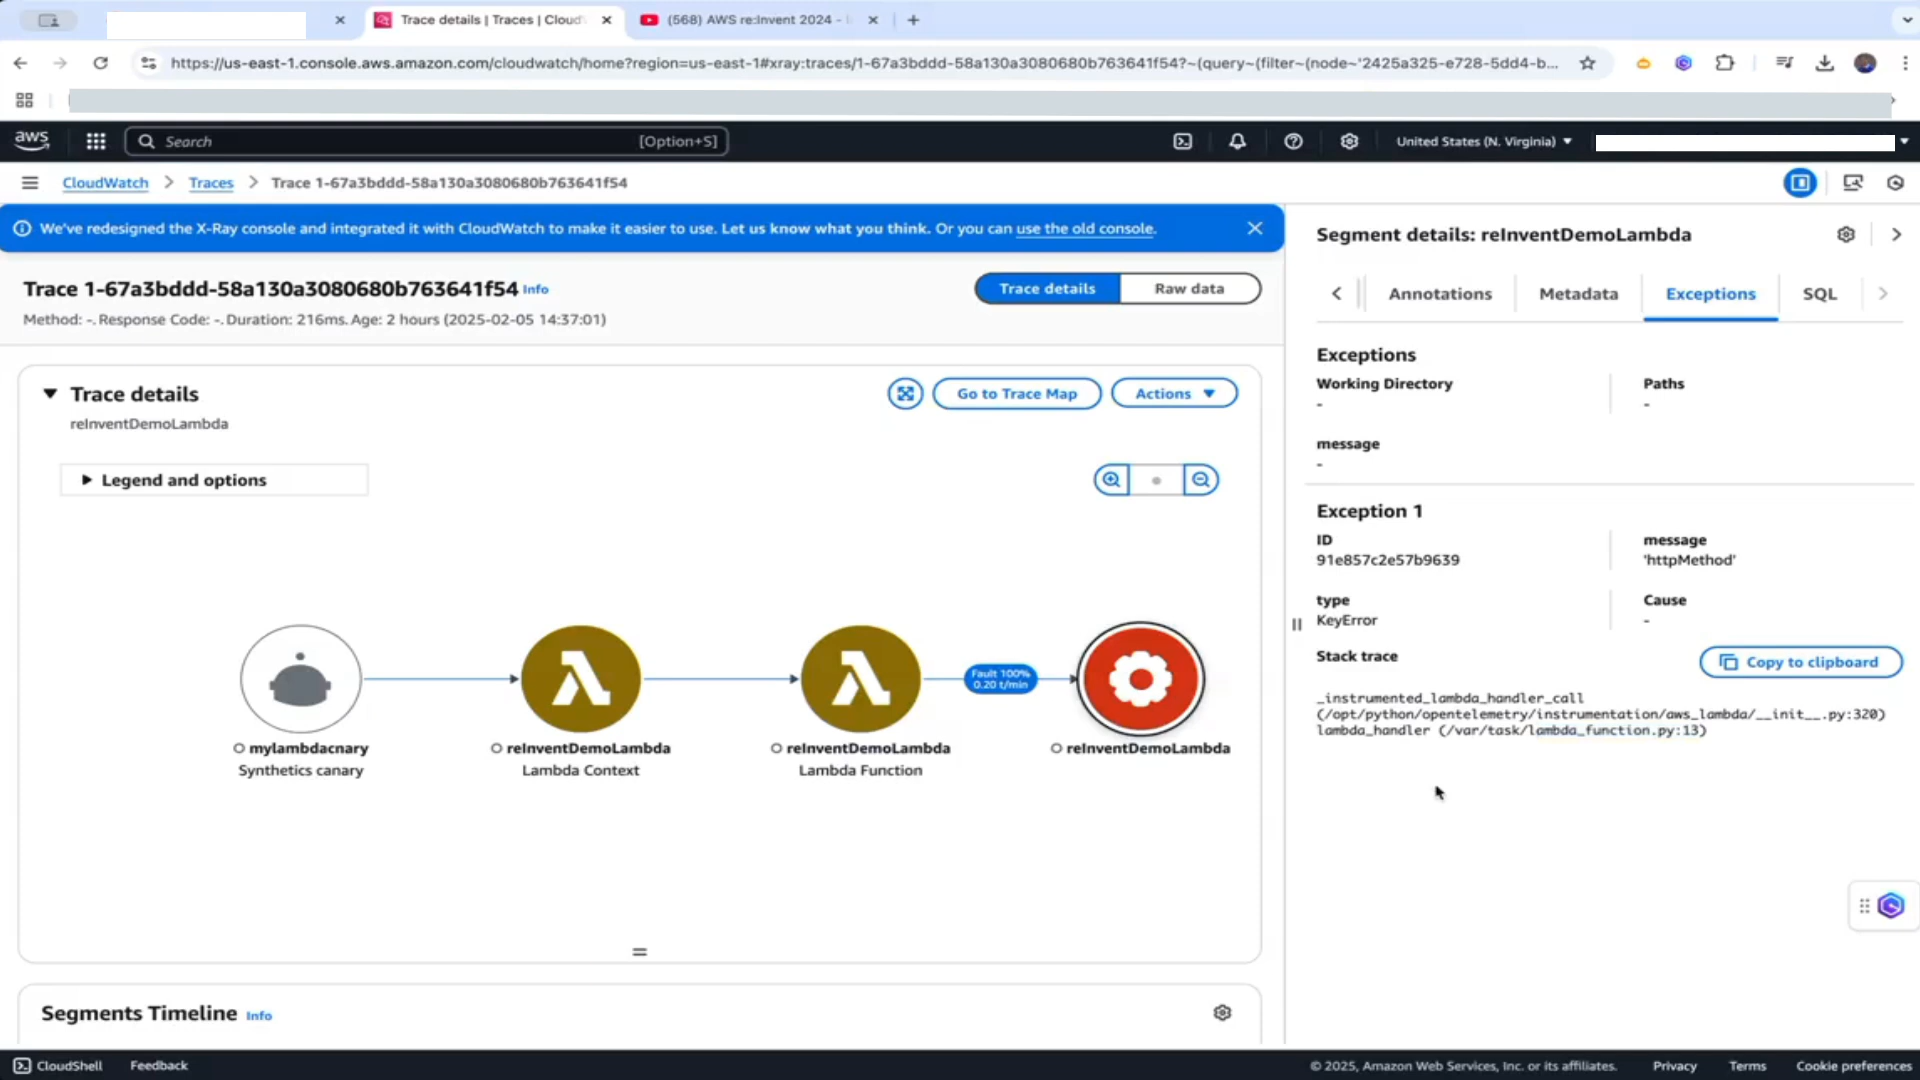 Trace details | Traces | Cloud
(568) AWS re:Invent 2024 -
https://us-east-1.console.aws.amazon.com/cloudwatch/home?region=us-east-1#xray:traces/1-67a3bddd-58a130a3080680b763641f54?~(query~(filter~(node~'2425a325-e728-5dd4-b...
aws
Search
[Option+S]
United States (N. Virginia)
CloudWatch
Traces
Trace 1-67a3bddd-58a130a3080680b763641f54
We've redesigned the X-Ray console and integrated it with CloudWatch to make it easier to use. Let us know what you think. Or you can use the old console.
Trace 1-67a3bddd-58a130a3080680b763641f54 Info
Method: -. Response Code: -. Duration: 216ms. Age: 2 hours (2025-02-05 14:37:01)
Trace details
Raw data
Trace details
reInventDemoLambda
Go to Trace Map
Actions
Legend and options
Fault 100%
0.20 t/min
mylambdacnary
Synthetics canary
reInventDemoLambda
Lambda Context
reInventDemoLambda
Lambda Function
reInventDemoLambda
Segments Timeline Info
Segment details: reInventDemoLambda
Annotations
Metadata
Exceptions
SQL
Exceptions
Working Directory
-
Paths
-
message
-
Exception 1
ID
91e857c2e57b9639
message
'httpMethod'
type
KeyError
Cause
-
Stack trace
Copy to clipboard
_instrumented_lambda_handler_call
(/opt/python/opentelemetry/instrumentation/aws_lambda/__init__.py:320)
lambda_handler (/var/task/lambda_function.py:13)
CloudShell
Feedback
© 2025, Amazon Web Services, Inc. or its affiliates.
Privacy
Terms
Cookie preferences